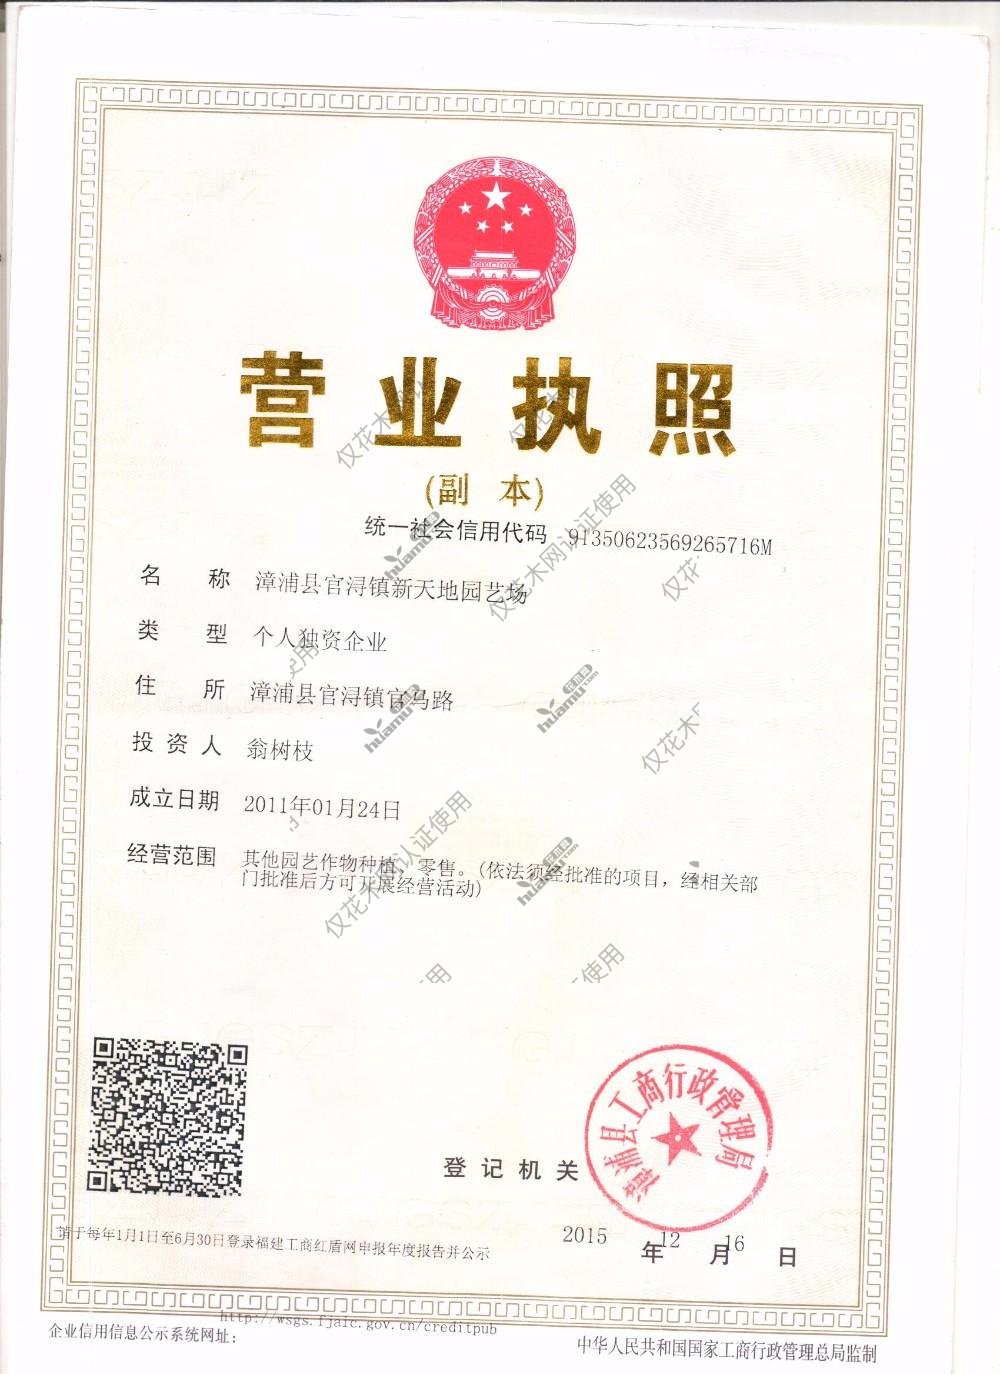 营业执照
(副 本)
统一社会信用代码 91350623569265716M
名 称 漳浦县官浔镇新天地园艺场
类 型 个人独资企业
住 所 漳浦县官浔镇官马路
投 资 人 翁树枝
成立日期 2011年01月24日
经营范围 其他园艺作物种植、零售。(依法须经批准的项目，经相关部
门批准后方可开展经营活动)
仅花木网认证使用
花木网
huamu.com
漳浦县工商行政管理局
登 记 机 关
2015 年 12 月 16 日
请于每年1月1日至6月30日登录福建工商红盾网申报年度报告并公示
http://wsgs.fjaic.gov.cn/creditpub
企业信用信息公示系统网址：
中华人民共和国国家工商行政管理总局监制